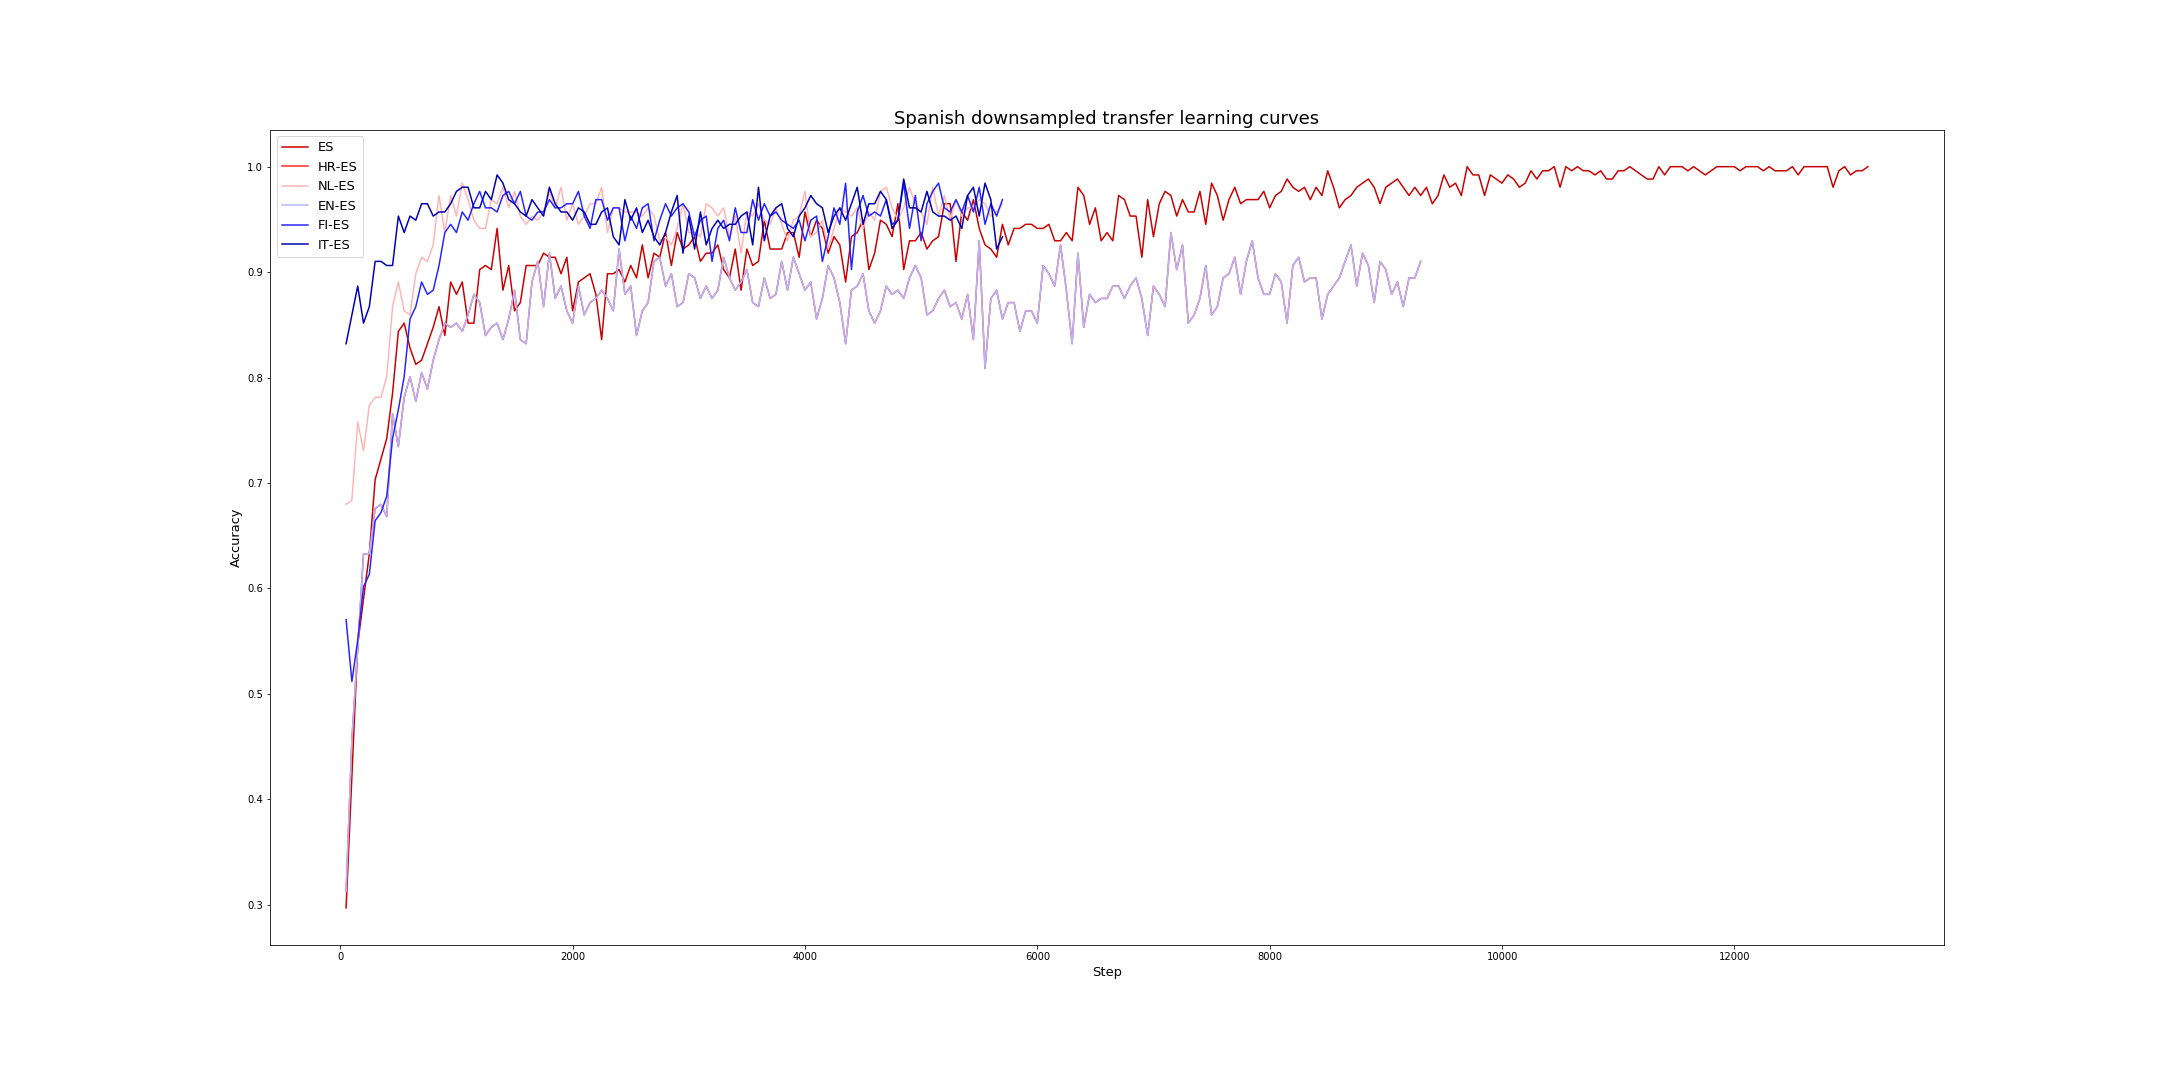 Spanish downsampled transfer learning curves
ES
HR-ES
NL-ES
EN-ES
FI-ES
IT-ES
1.0
0.9
0.8
0.7
0.6
0.5
0.4
0.3
Accuracy
0 2000 4000 6000 8000 10000 12000
Step